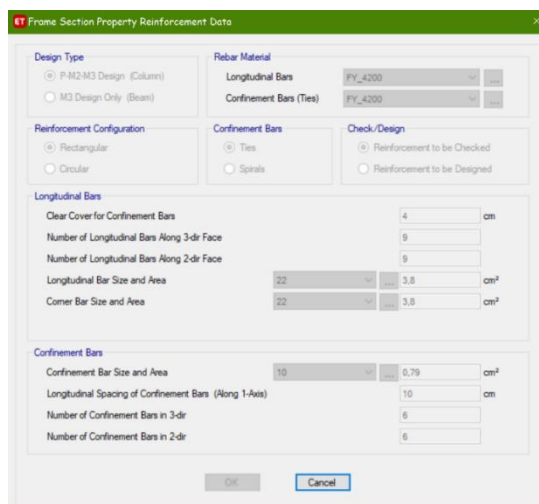 ET Frame Section Property Reinforcement Data
Design Type
P-M2-M3 Design (Column)
M3 Design Only (Beam)
Rebar Material
Longitudinal Bars FY_4200 ...
Confinement Bars (Ties) FY_4200 ...
Reinforcement Configuration
Rectangular
Circular
Confinement Bars
Ties
Spirals
Check/Design
Reinforcement to be Checked
Reinforcement to be Designed
Longitudinal Bars
Clear Cover for Confinement Bars 4 cm
Number of Longitudinal Bars Along 3-dir Face 9
Number of Longitudinal Bars Along 2-dir Face 9
Longitudinal Bar Size and Area 22 ... 3,8 cm²
Corner Bar Size and Area 22 ... 3,8 cm²
Confinement Bars
Confinement Bar Size and Area 10 ... 0,79 cm²
Longitudinal Spacing of Confinement Bars (Along 1-Axis) 10 cm
Number of Confinement Bars in 3-dir 6
Number of Confinement Bars in 2-dir 6
OK Cancel